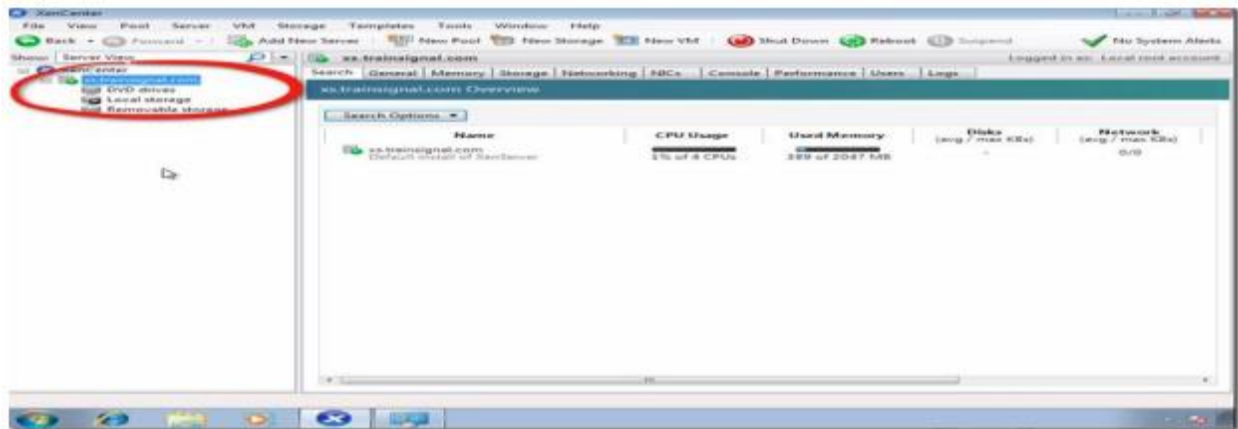 XenCenter
File View Pool Server VM Storage Templates Tools Window Help
Back Forward Add New Server New Pool New Storage New VM Shut Down Reboot Suspend No System Alerts
Show: Server View
xs.trainsignal.com
Logged in as: Local root account
XenCenter
xs.trainsignal.com
DVD drives
Local storage
Removable storage
Search General Memory Storage Networking NICs Console Performance Users Logs
xs.trainsignal.com Overview
Search Options
Name CPU Usage Used Memory Disks (avg / max KBs) Network (avg / max KBs)
xs.trainsignal.com
Default install of XenServer
1% of 4 CPUs 389 of 2047 MB - 0/0